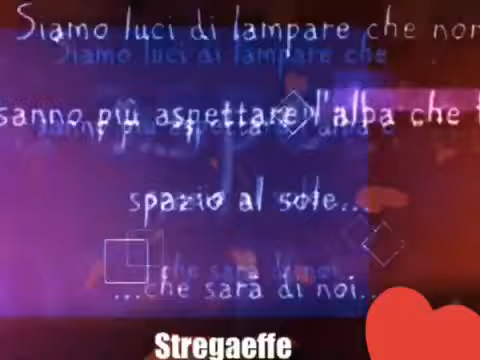 Siamo luci di lampare che non
sanno più aspettare l'alba che
spazio al sole...
...che sarà di noi...
Stregaeffe